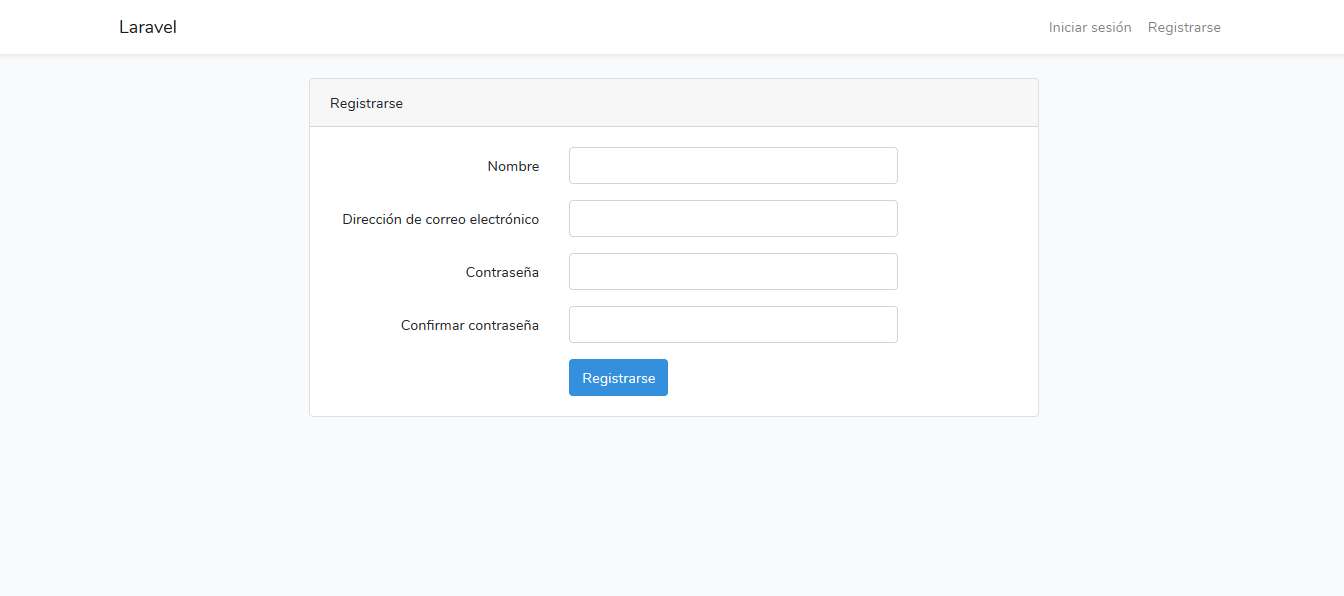 Laravel
Iniciar sesión Registrarse
Registrarse
Nombre
Dirección de correo electrónico
Contraseña
Confirmar contraseña
Registrarse